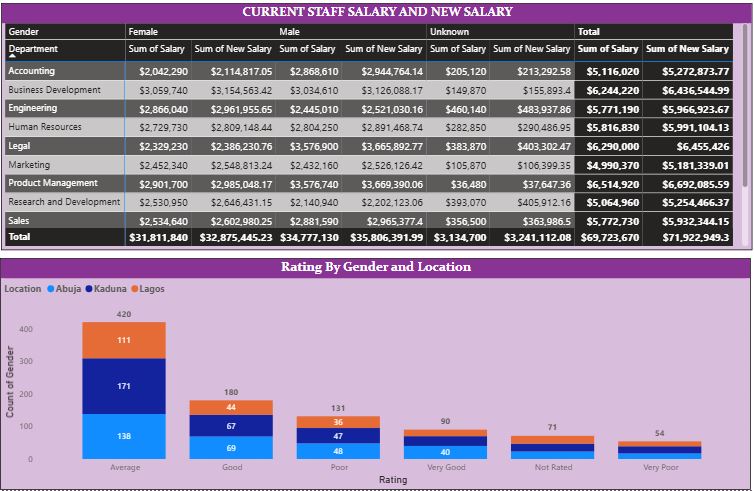 CURRENT STAFF SALARY AND NEW SALARY
Gender Female Male Unknown Total
Department Sum of Salary Sum of New Salary Sum of Salary Sum of New Salary Sum of Salary Sum of New Salary Sum of Salary Sum of New Salary
Accounting $2,042,290 $2,114,817.05 $2,868,610 $2,944,764.14 $205,120 $213,292.58 $5,116,020 $5,272,873.77
Business Development $3,059,740 $3,154,563.42 $3,034,610 $3,126,088.17 $149,870 $155,893.4 $6,244,220 $6,436,544.99
Engineering $2,866,040 $2,961,955.65 $2,445,010 $2,521,030.16 $460,140 $483,937.86 $5,771,190 $5,966,923.67
Human Resources $2,729,730 $2,809,148.44 $2,804,250 $2,891,468.74 $282,850 $290,486.95 $5,816,830 $5,991,104.13
Legal $2,329,230 $2,386,230.76 $3,576,900 $3,665,892.77 $383,870 $403,302.47 $6,290,000 $6,455,426
Marketing $2,452,340 $2,548,813.24 $2,432,160 $2,526,126.42 $105,870 $106,399.35 $4,990,370 $5,181,339.01
Product Management $2,901,700 $2,985,048.17 $3,576,740 $3,669,390.06 $36,480 $37,647.36 $6,514,920 $6,692,085.59
Research and Development $2,530,950 $2,646,431.15 $2,140,940 $2,202,123.06 $393,070 $405,912.16 $5,064,960 $5,254,466.37
Sales $2,534,640 $2,602,980.25 $2,881,590 $2,965,377.4 $356,500 $363,986.5 $5,772,730 $5,932,344.15
Total $31,811,840 $32,875,445.23 $34,777,130 $35,806,391.99 $3,134,700 $3,241,112.08 $69,723,670 $71,922,949.3
Rating By Gender and Location
Location Abuja Kaduna Lagos
Count of Gender
400
300
200
100
0
420
111
171
138
180
44
67
69
131
36
47
48
90
40
71
54
Average Good Poor Very Good Not Rated Very Poor
Rating